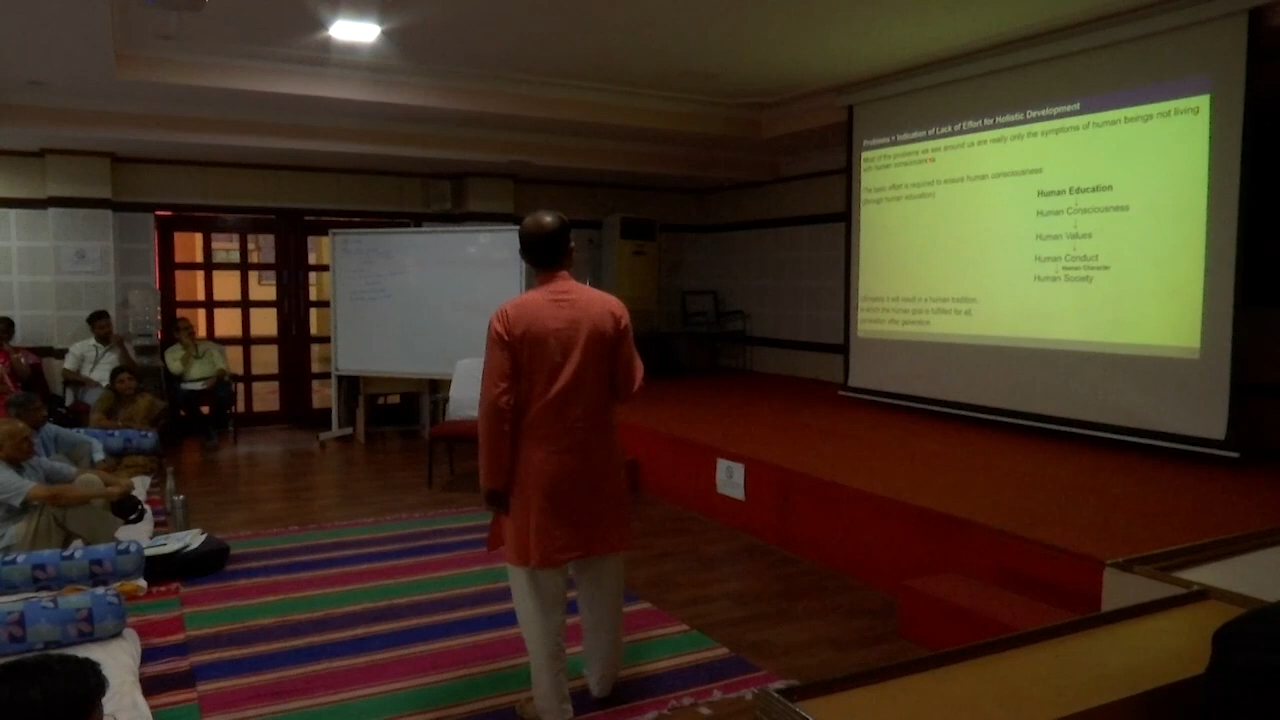 Problems = Indication of Lack of Effort for Holistic Development
Most of the problems we see around us are really only the symptoms of human beings not living
with human consciousness
The basic effort is required to ensure human consciousness
(through human education)
Human Education
↓
Human Consciousness
↓
Human Values
↓
Human Conduct
↓ Human Character
Human Society
Ultimately it will result in a human tradition,
in which the human goal is fulfilled for all,
generation after generation